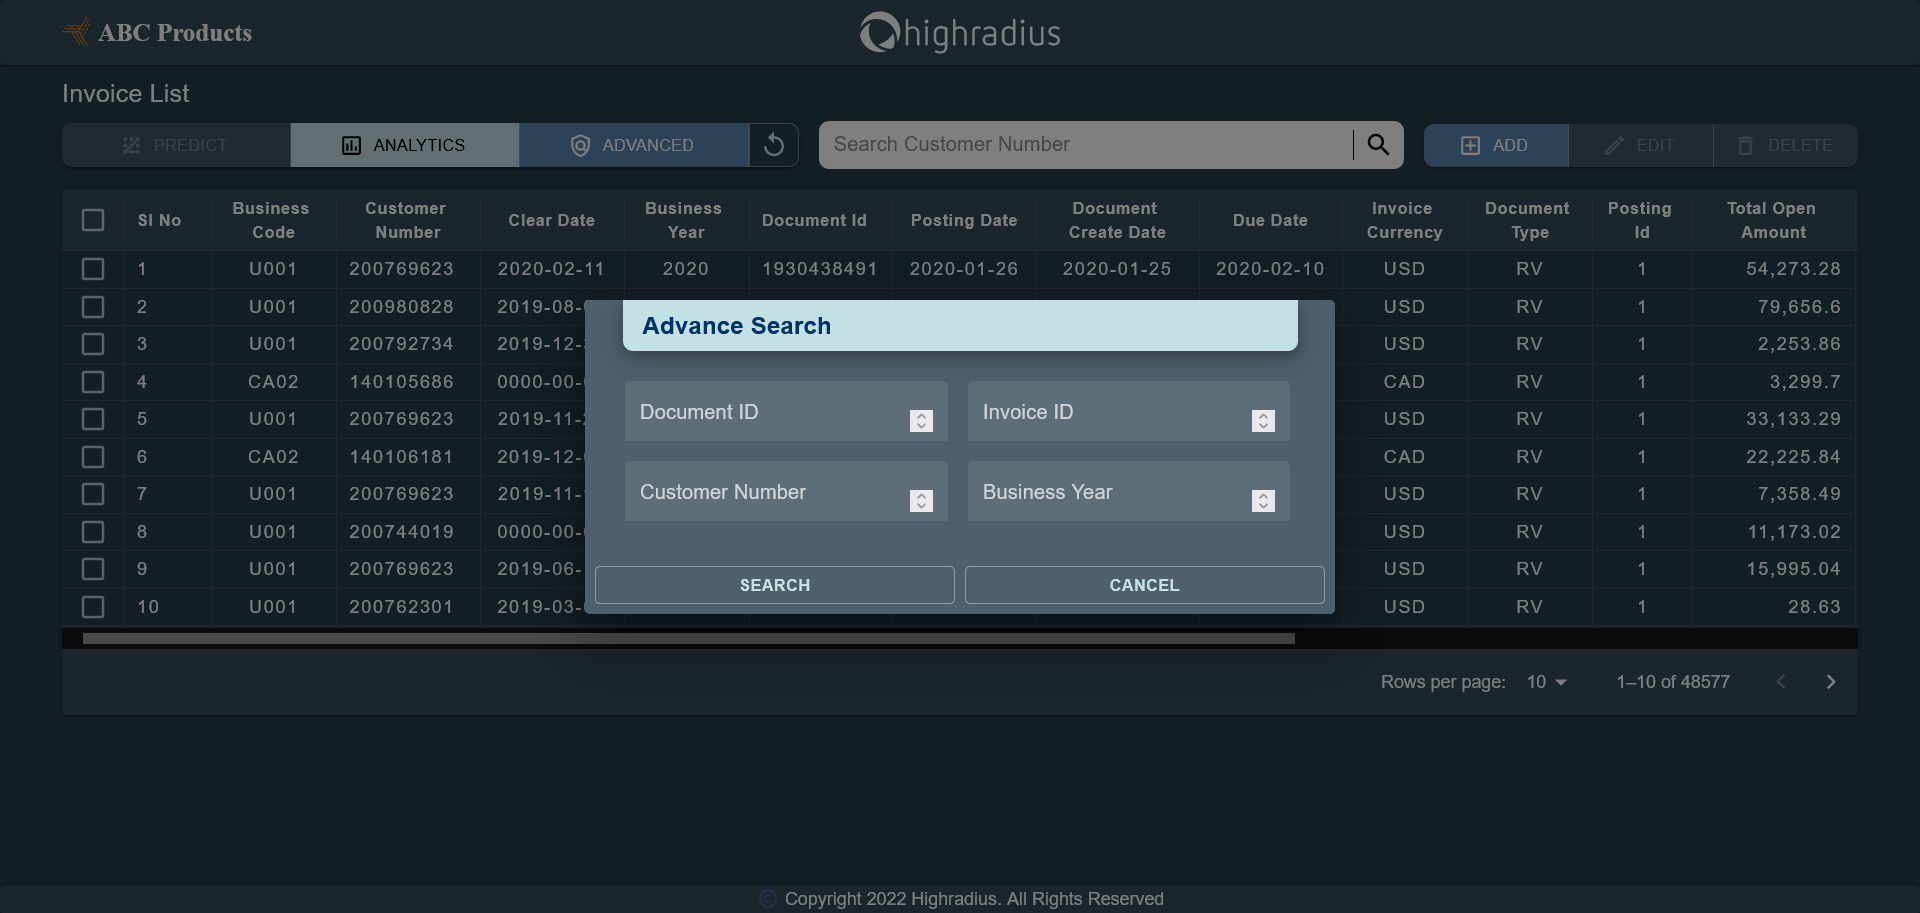 ABC Products
highradius
Invoice List
PREDICT ANALYTICS ADVANCED Search Customer Number ADD EDIT DELETE
Sl No Business Code Customer Number Clear Date Business Year Document Id Posting Date Document Create Date Due Date Invoice Currency Document Type Posting Id Total Open Amount
1 U001 200769623 2020-02-11 2020 1930438491 2020-01-26 2020-01-25 2020-02-10 USD RV 1 54,273.28
2 U001 200980828 2019-08- USD RV 1 79,656.6
3 U001 200792734 2019-12- USD RV 1 2,253.86
4 CA02 140105686 0000-00- CAD RV 1 3,299.7
5 U001 200769623 2019-11- USD RV 1 33,133.29
6 CA02 140106181 2019-12- CAD RV 1 22,225.84
7 U001 200769623 2019-11- USD RV 1 7,358.49
8 U001 200744019 0000-00- USD RV 1 11,173.02
9 U001 200769623 2019-06- USD RV 1 15,995.04
10 U001 200762301 2019-03- USD RV 1 28.63
Advance Search
Document ID Invoice ID
Customer Number Business Year
SEARCH CANCEL
Rows per page: 10 1–10 of 48577
© Copyright 2022 Highradius. All Rights Reserved